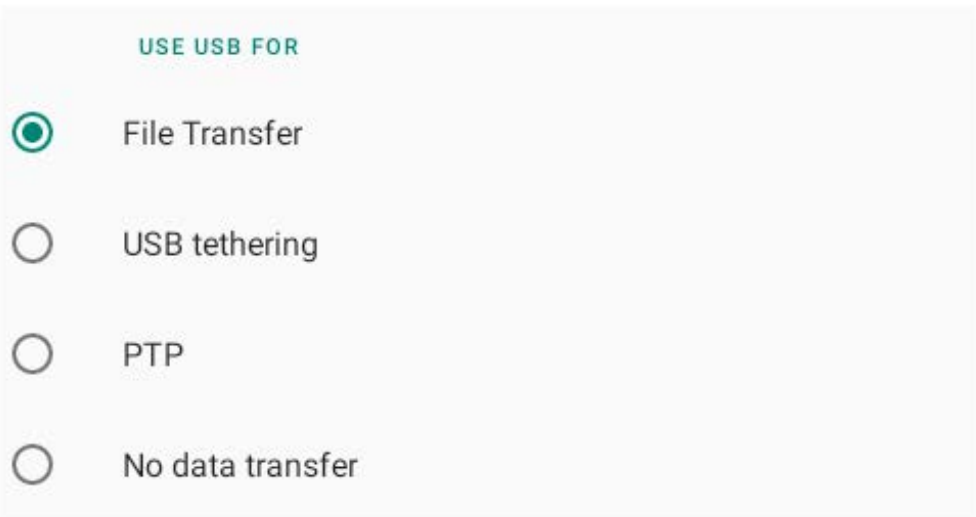 USE USB FOR
File Transfer
USB tethering
PTP
No data transfer